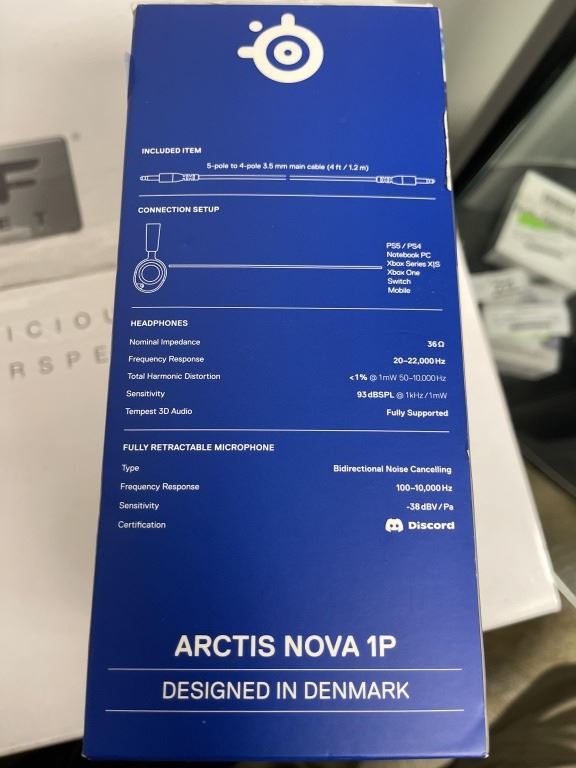 INCLUDED ITEM
5-pole to 4-pole 3.5 mm main cable (4 ft / 1.2 m)
CONNECTION SETUP
PS5 / PS4
Notebook PC
Xbox Series X|S
Xbox One
Switch
Mobile
HEADPHONES
Nominal Impedance 36 Ω
Frequency Response 20–22,000 Hz
Total Harmonic Distortion <1% @ 1mW 50–10,000 Hz
Sensitivity 93 dBSPL @ 1kHz/1mW
Tempest 3D Audio Fully Supported
FULLY RETRACTABLE MICROPHONE
Type Bidirectional Noise Cancelling
Frequency Response 100–10,000 Hz
Sensitivity -38 dBV / Pa
Certification Discord
ARCTIS NOVA 1P
DESIGNED IN DENMARK